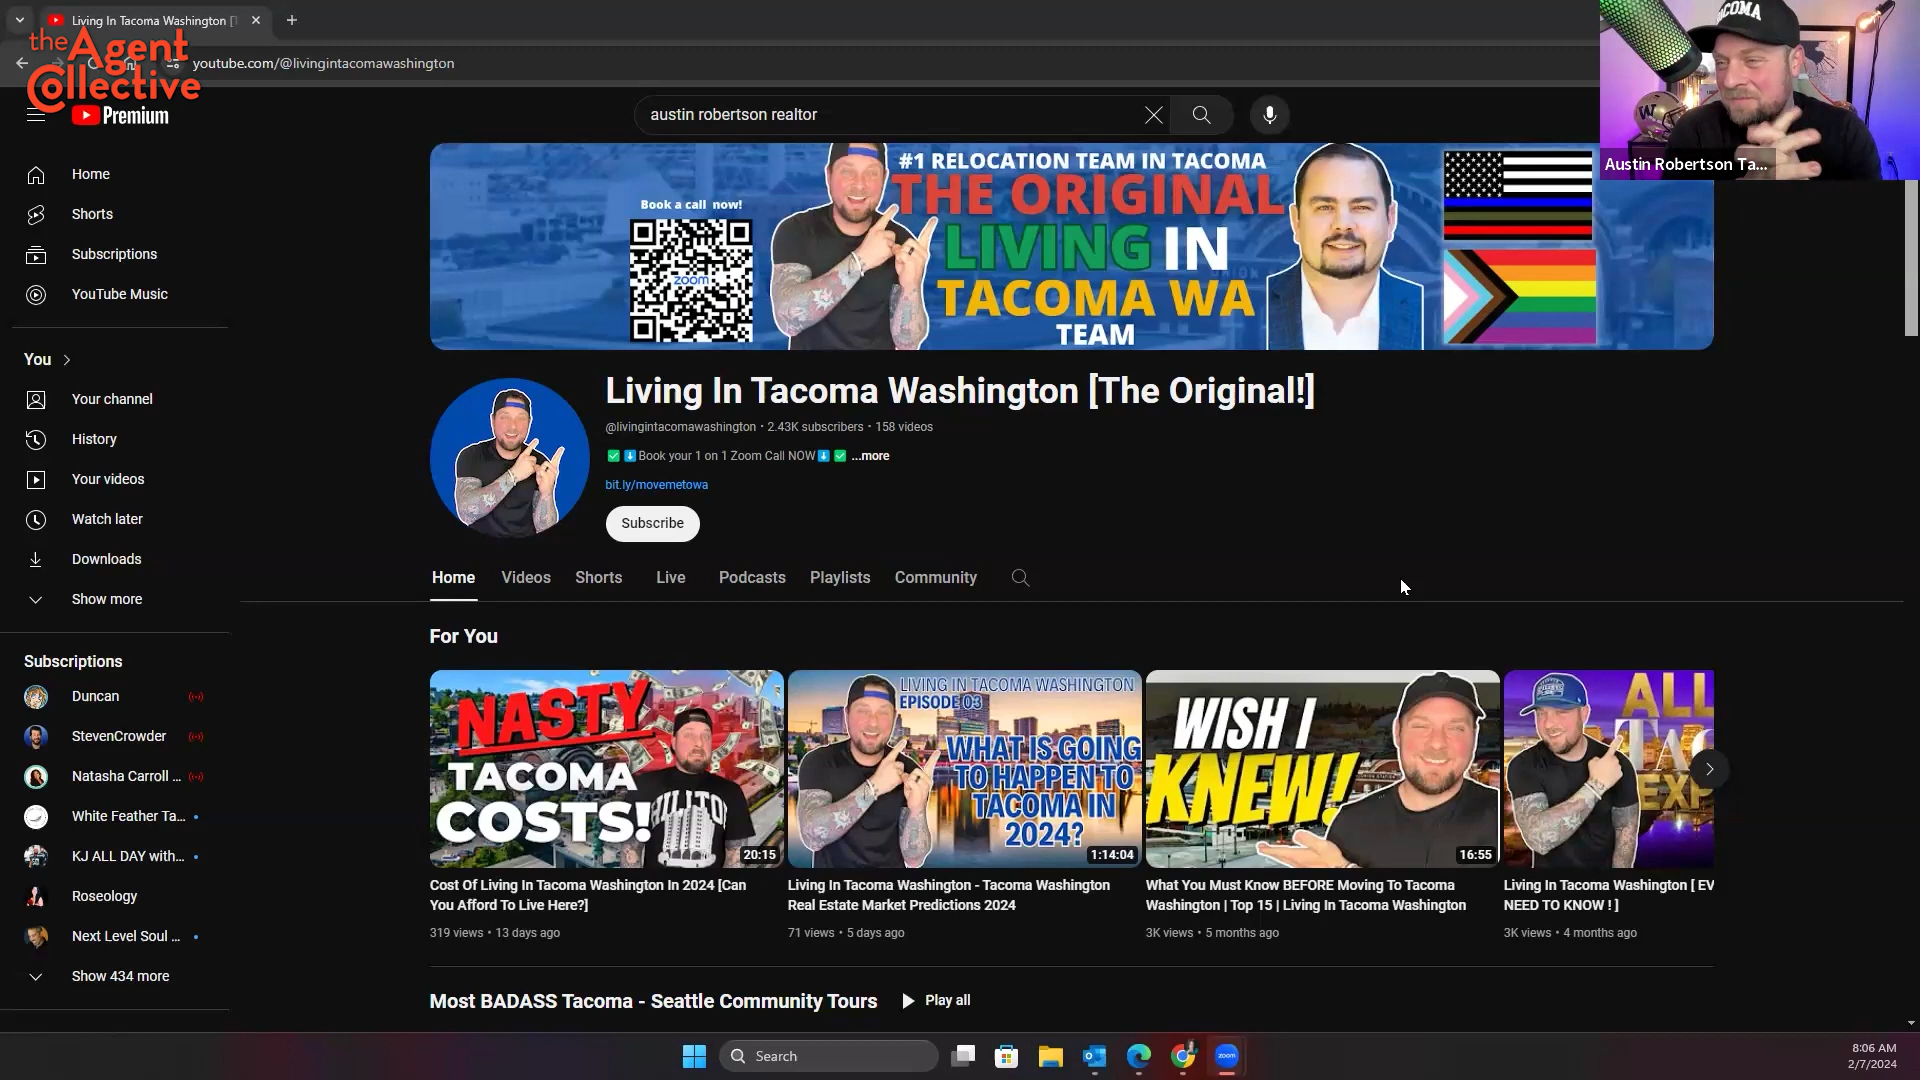 Living In Tacoma Washington [T
the Agent
Collective
youtube.com/@livingintacomawashington
Premium
austin robertson realtor
TACOMA
Austin Robertson Ta...
W
Home
Shorts
Subscriptions
YouTube Music
You
Your channel
History
Your videos
Watch later
Downloads
Show more
Subscriptions
Duncan
StevenCrowder
Natasha Carroll ...
White Feather Ta...
KJ ALL DAY with...
Roseology
Next Level Soul ...
Show 434 more
Book a call now!
zoom
#1 RELOCATION TEAM IN TACOMA
THE ORIGINAL
LIVING IN
TACOMA WA
TEAM
Living In Tacoma Washington [The Original!]
@livingintacomawashington • 2.43K subscribers • 158 videos
✅⬇️Book your 1 on 1 Zoom Call NOW⬇️✅ ...more
bit.ly/movemetowa
Subscribe
Home Videos Shorts Live Podcasts Playlists Community
For You
NASTY
TACOMA
COSTS!
HILLTOP
20:15
Cost Of Living In Tacoma Washington In 2024 [Can
You Afford To Live Here?]
319 views • 13 days ago
LIVING IN TACOMA WASHINGTON
EPISODE 03
WHAT IS GOING
TO HAPPEN TO
TACOMA IN
2024?
1:14:04
Living In Tacoma Washington - Tacoma Washington
Real Estate Market Predictions 2024
71 views • 5 days ago
WISH I
KNEW!
16:55
What You Must Know BEFORE Moving To Tacoma
Washington | Top 15 | Living In Tacoma Washington
3K views • 5 months ago
ALL
TAC
EXP
Living In Tacoma Washington [ EV
NEED TO KNOW ! ]
3K views • 4 months ago
Most BADASS Tacoma - Seattle Community Tours
Play all
Search
zoom
8:06 AM
2/7/2024